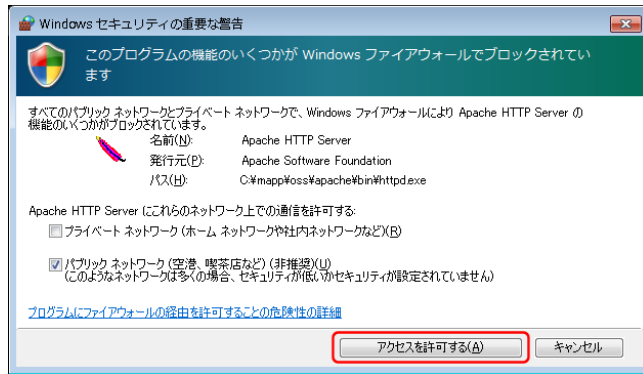 Windows セキュリティの重要な警告
このプログラムの機能のいくつかが Windows ファイアウォールでブロックされてい
ます
すべてのパブリック ネットワークとプライベート ネットワークで、Windows ファイアウォールにより Apache HTTP Server の
機能のいくつかがブロックされています。
名前(N): Apache HTTP Server
発行元(P): Apache Software Foundation
パス(H): C:¥mapp¥oss¥apache¥bin¥httpd.exe
Apache HTTP Server にこれらのネットワーク上での通信を許可する:
プライベート ネットワーク (ホーム ネットワークや社内ネットワークなど)(R)
パブリック ネットワーク (空港、喫茶店など) (非推奨)(U)
(このようなネットワークは多くの場合、セキュリティが低いかセキュリティが設定されていません)
プログラムにファイアウォールの経由を許可することの危険性の詳細
アクセスを許可する(A) キャンセル